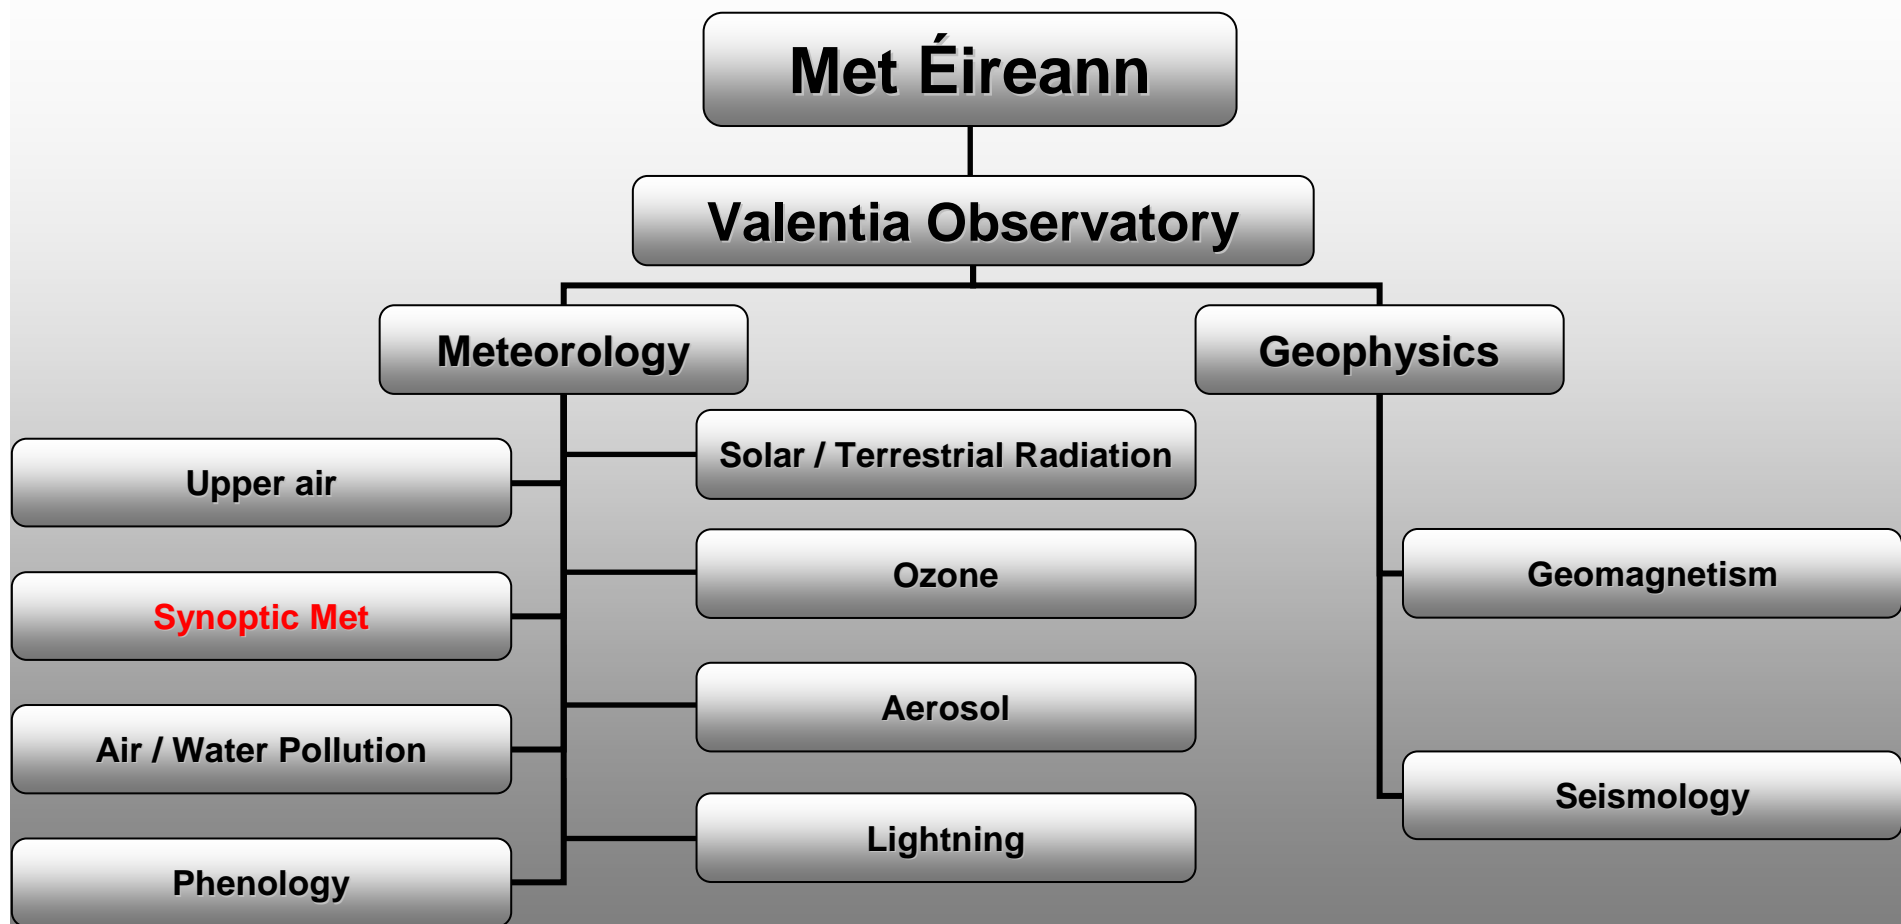 Met Éireann
Valentia Observatory
Meteorology
Geophysics
Upper air
Synoptic Met
Air / Water Pollution
Phenology
Solar / Terrestrial Radiation
Ozone
Aerosol
Lightning
Geomagnetism
Seismology